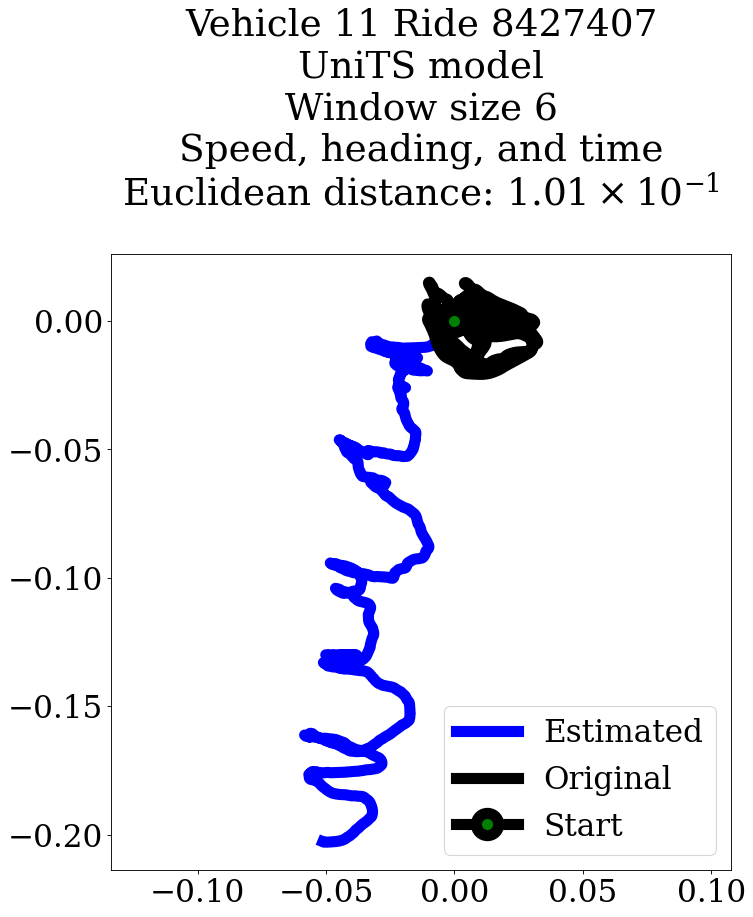 Vehicle 11 Ride 8427407
UniTS model
Window size 6
Speed, heading, and time
Euclidean distance: 1.01 × 10⁻¹
0.00
−0.05
−0.10
−0.15
−0.20
Estimated
Original
Start
−0.10 −0.05 0.00 0.05 0.10